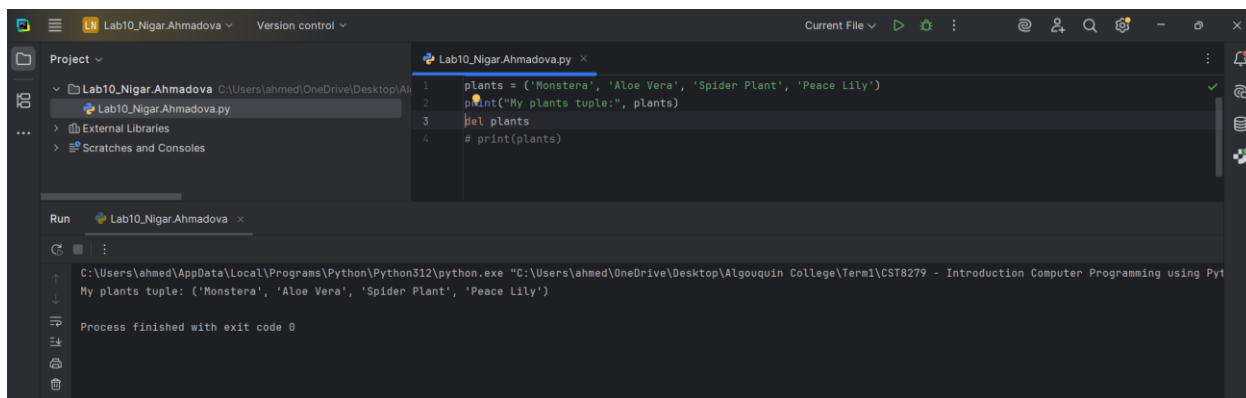 LN Lab10_Nigar.Ahmadova Version control Current File
Project
Lab10_Nigar.Ahmadova.py
Lab10_Nigar.Ahmadova C:\Users\ahmed\OneDrive\Desktop\Al
Lab10_Nigar.Ahmadova.py
External Libraries
Scratches and Consoles
1 plants = ('Monstera', 'Aloe Vera', 'Spider Plant', 'Peace Lily')
2 print("My plants tuple:", plants)
3 del plants
4 # print(plants)
Run Lab10_Nigar.Ahmadova
C:\Users\ahmed\AppData\Local\Programs\Python\Python312\python.exe "C:\Users\ahmed\OneDrive\Desktop\Algouquin College\Term1\CST8279 - Introduction Computer Programming using Pyt
My plants tuple: ('Monstera', 'Aloe Vera', 'Spider Plant', 'Peace Lily')
Process finished with exit code 0